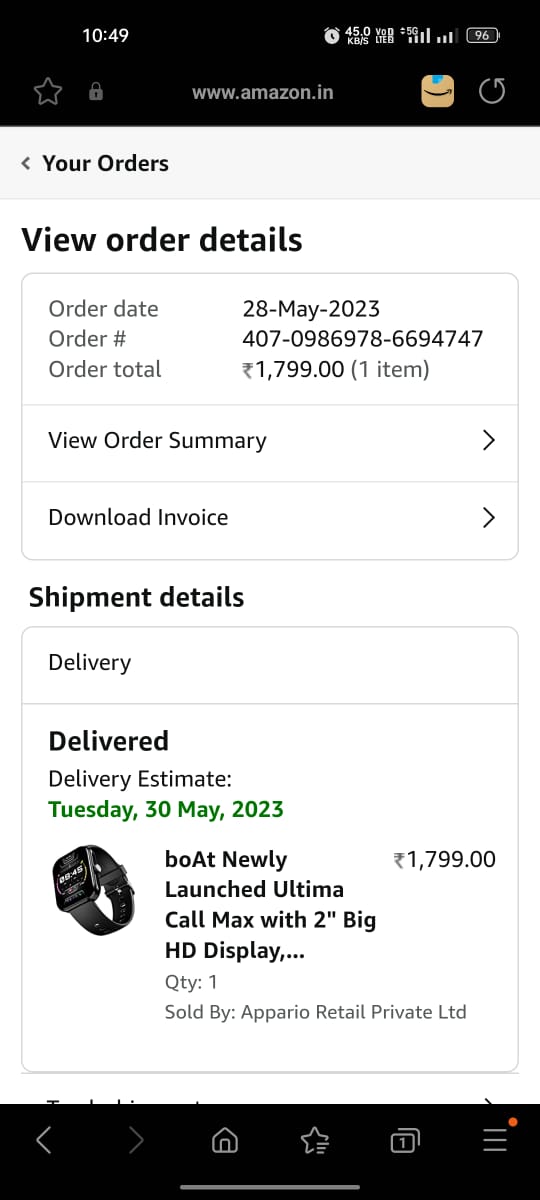 10:49
45.0 KB/S VoD LTE 5G 96
www.amazon.in
Your Orders
View order details
Order date 28-May-2023
Order # 407-0986978-6694747
Order total ₹1,799.00 (1 item)
View Order Summary
Download Invoice
Shipment details
Delivery
Delivered
Delivery Estimate:
Tuesday, 30 May, 2023
08:45
boAt Newly ₹1,799.00
Launched Ultima
Call Max with 2" Big
HD Display,...
Qty: 1
Sold By: Appario Retail Private Ltd
1